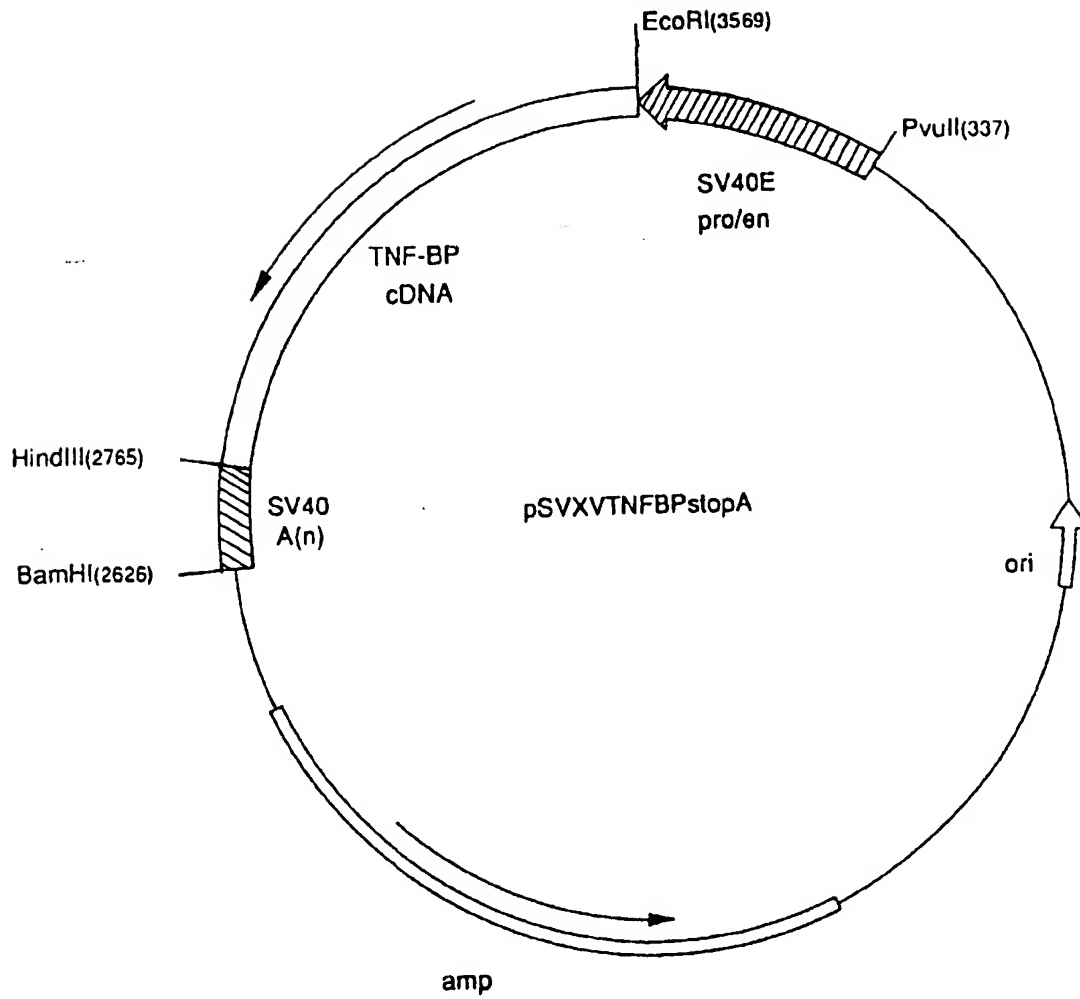 EcoRI(3569)
PvuII(337)
SV40E
pro/en
TNF-BP
cDNA
HindIII(2765)
SV40
A(n)
pSVXVTNFBPstopA
BamHI(2626)
ori
amp